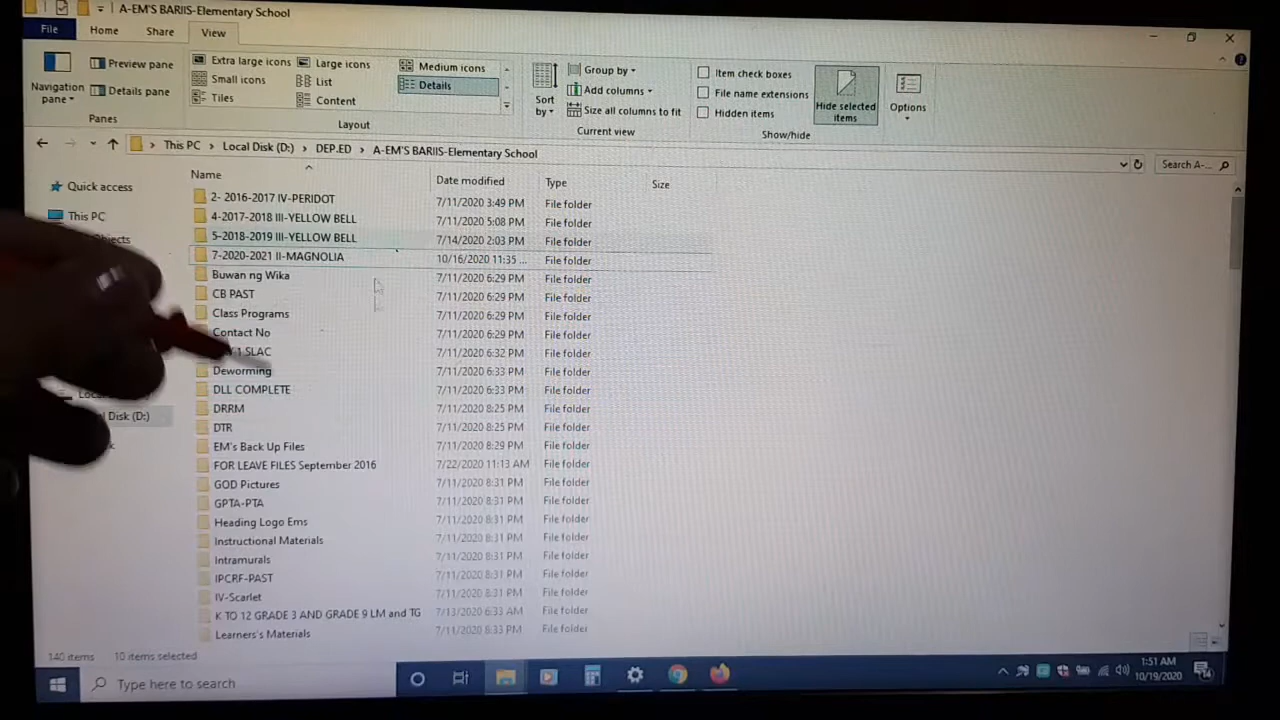 A-EM'S BARIIS-Elementary School
File Home Share View
Navigation pane
Preview pane
Details pane
Panes
Extra large icons Large icons Medium icons
Small icons List Details
Tiles Content
Layout
Sort by
Group by
Add columns
Size all columns to fit
Current view
Item check boxes
File name extensions
Hidden items
Hide selected items
Show/hide
Options
This PC > Local Disk (D:) > DEP.ED > A-EM'S BARIIS-Elementary School
Search A-...
Quick access
This PC
Objects
Disk (D:)
Name Date modified Type Size
2- 2016-2017 IV-PERIDOT 7/11/2020 3:49 PM File folder
4-2017-2018 III-YELLOW BELL 7/11/2020 5:08 PM File folder
5-2018-2019 III-YELLOW BELL 7/14/2020 2:03 PM File folder
7-2020-2021 II-MAGNOLIA 10/16/2020 11:35 ... File folder
Buwan ng Wika 7/11/2020 6:29 PM File folder
CB PAST 7/11/2020 6:29 PM File folder
Class Programs 7/11/2020 6:29 PM File folder
Contact No 7/11/2020 6:29 PM File folder
SLAC 7/11/2020 6:32 PM File folder
Deworming 7/11/2020 6:33 PM File folder
DLL COMPLETE 7/11/2020 6:33 PM File folder
DRRM 7/11/2020 8:25 PM File folder
DTR 7/11/2020 8:25 PM File folder
EM's Back Up Files 7/11/2020 8:29 PM File folder
FOR LEAVE FILES September 2016 7/22/2020 11:13 AM File folder
GOD Pictures 7/11/2020 8:31 PM File folder
GPTA-PTA 7/11/2020 8:31 PM File folder
Heading Logo Ems 7/11/2020 8:31 PM File folder
Instructional Materials 7/11/2020 8:31 PM File folder
Intramurals 7/11/2020 8:31 PM File folder
IPCRF-PAST 7/11/2020 8:31 PM File folder
IV-Scarlet 7/11/2020 8:31 PM File folder
K TO 12 GRADE 3 AND GRADE 9 LM and TG 7/13/2020 6:33 AM File folder
Learners's Materials 7/11/2020 8:33 PM File folder
140 items 10 items selected
Type here to search
1:51 AM
10/19/2020